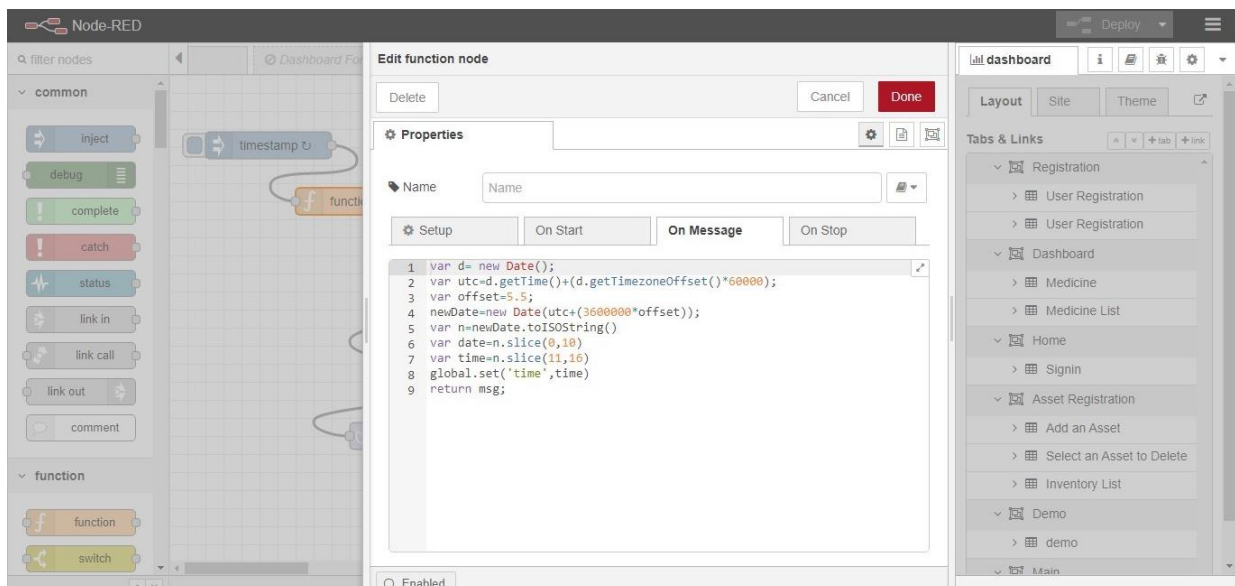 Node-RED
Deploy
filter nodes
Dashboard For
Edit function node
dashboard
common
Delete
Cancel
Done
Layout
Site
Theme
inject
timestamp ↻
Properties
Tabs & Links
+ tab
+ link
debug
Name
Name
Registration
complete
User Registration
User Registration
catch
Setup
On Start
On Message
On Stop
Dashboard
status
1 var d= new Date();
2 var utc=d.getTime()+(d.getTimezoneOffset()*60000);
3 var offset=5.5;
4 newDate=new Date(utc+(3600000*offset));
5 var n=newDate.toISOString()
6 var date=n.slice(0,10)
7 var time=n.slice(11,16)
8 global.set('time',time)
9 return msg;
Medicine
link in
Medicine List
link call
Home
link out
Signin
comment
Asset Registration
Add an Asset
function
Select an Asset to Delete
Inventory List
function
Demo
switch
demo
Enabled
Main